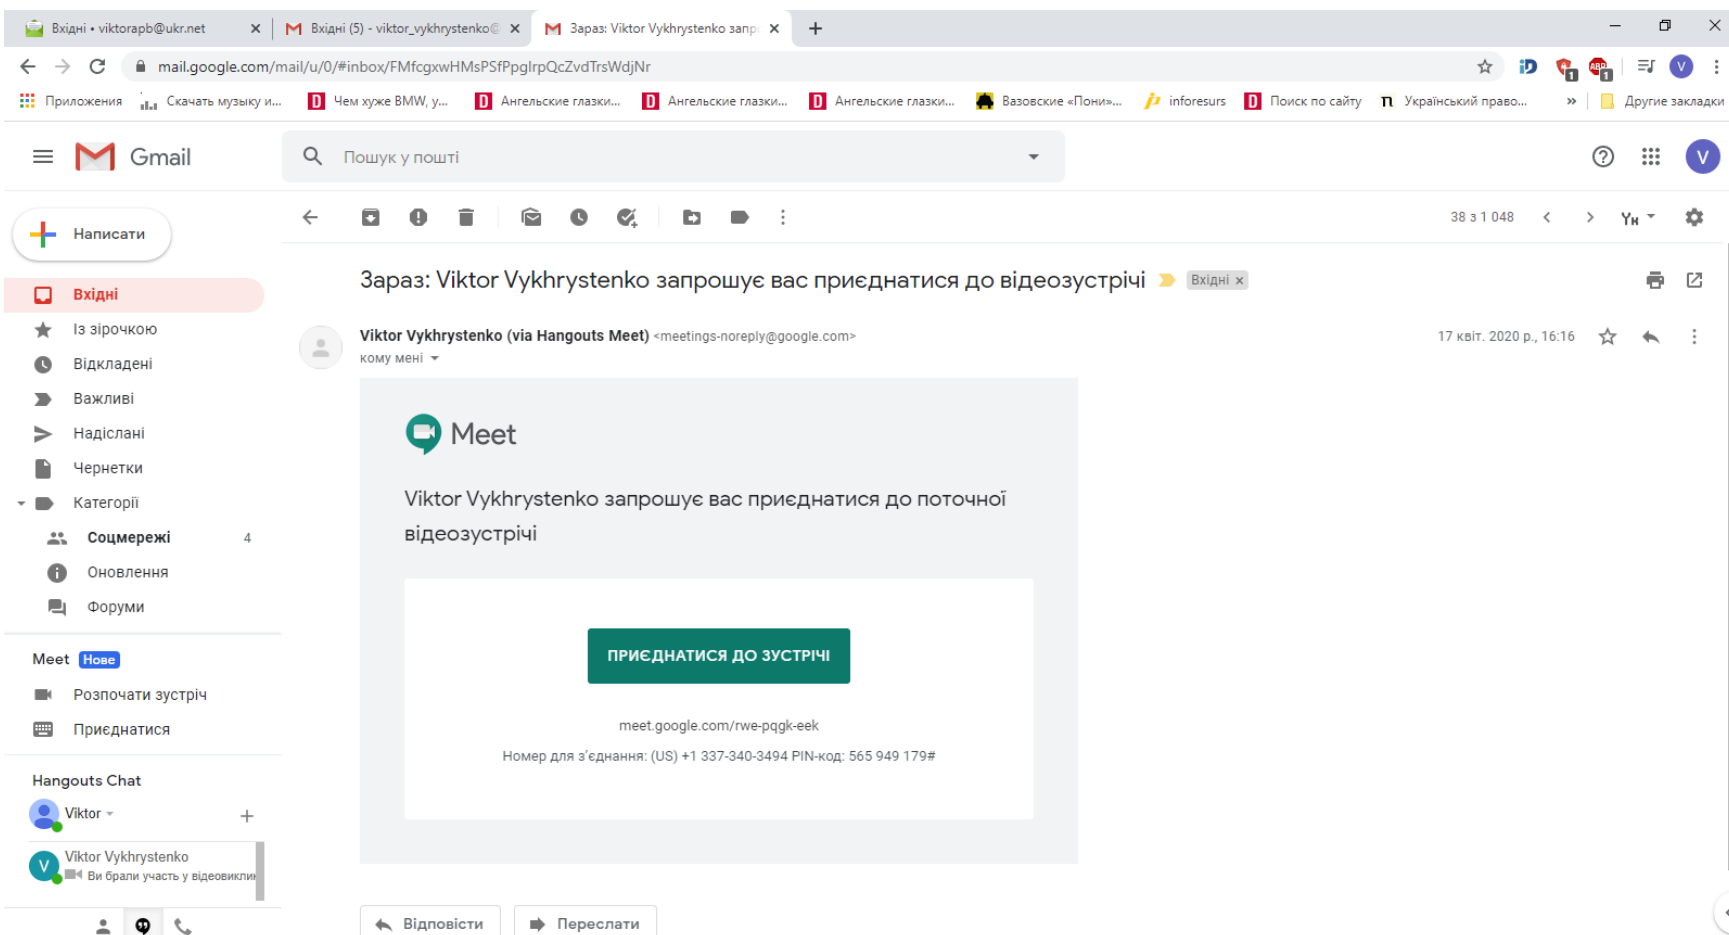 Вхідні • viktorapb@ukr.net
Вхідні (5) - viktor_vykhrystenko@
Зараз: Viktor Vykhrystenko запр
mail.google.com/mail/u/0/#inbox/FMfcgxwHMsPSfPpglrpQcZvdTrsWdjNr
Приложения
Скачать музыку и...
Чем хуже BMW, у...
Ангельские глазки...
Ангельские глазки...
Ангельские глазки...
Вазовские «Пони»...
inforesurs
Поиск по сайту
Український право...
»
Другие закладки
Gmail
Пошук у пошті
V
Написати
38 з 1 048
Вхідні
Із зірочкою
Відкладені
Важливі
Надіслані
Чернетки
Категорії
Соцмережі 4
Оновлення
Форуми
Meet Нове
Розпочати зустріч
Приєднатися
Hangouts Chat
Viktor
Viktor Vykhrystenko
Ви брали участь у відеовиклик
Зараз: Viktor Vykhrystenko запрошує вас приєднатися до відеозустрічі Вхідні x
Viktor Vykhrystenko (via Hangouts Meet) <meetings-noreply@google.com>
17 квіт. 2020 р., 16:16
кому мені
Meet
Viktor Vykhrystenko запрошує вас приєднатися до поточної
відеозустрічі
ПРИЄДНАТИСЯ ДО ЗУСТРІЧІ
meet.google.com/rwe-pqgk-eek
Номер для з’єднання: (US) +1 337-340-3494 PIN-код: 565 949 179#
Відповісти
Переслати